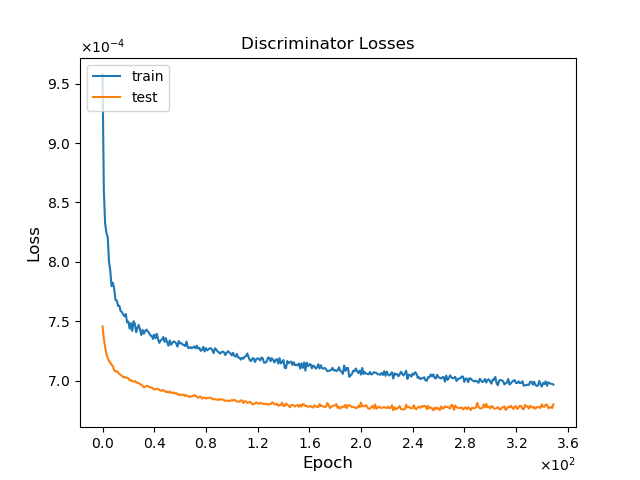 Discriminator Losses
×10⁻⁴
train
test
9.5
9.0
8.5
8.0
7.5
7.0
Loss
0.0 0.4 0.8 1.2 1.6 2.0 2.4 2.8 3.2 3.6
Epoch
×10²